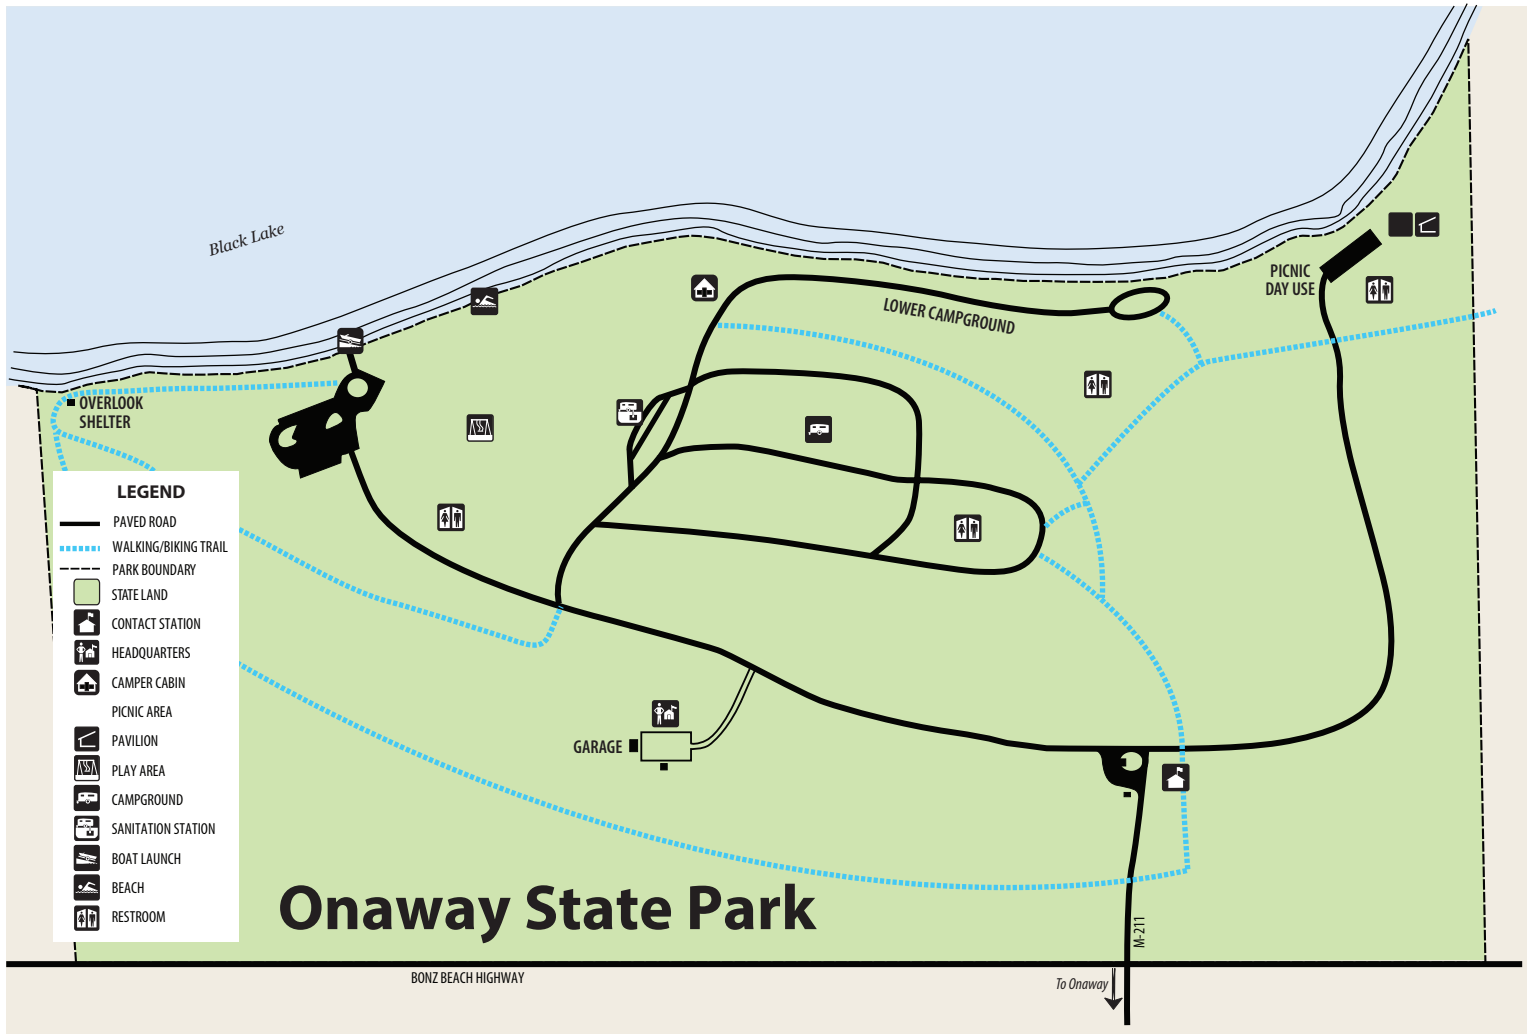 Black Lake
PICNIC
DAY USE
LOWER CAMPGROUND
OVERLOOK
SHELTER
LEGEND
PAVED ROAD
WALKING/BIKING TRAIL
PARK BOUNDARY
STATE LAND
CONTACT STATION
HEADQUARTERS
CAMPER CABIN
PICNIC AREA
PAVILION
PLAY AREA
CAMPGROUND
SANITATION STATION
BOAT LAUNCH
BEACH
RESTROOM
GARAGE
Onaway State Park
M-211
BONZ BEACH HIGHWAY
To Onaway